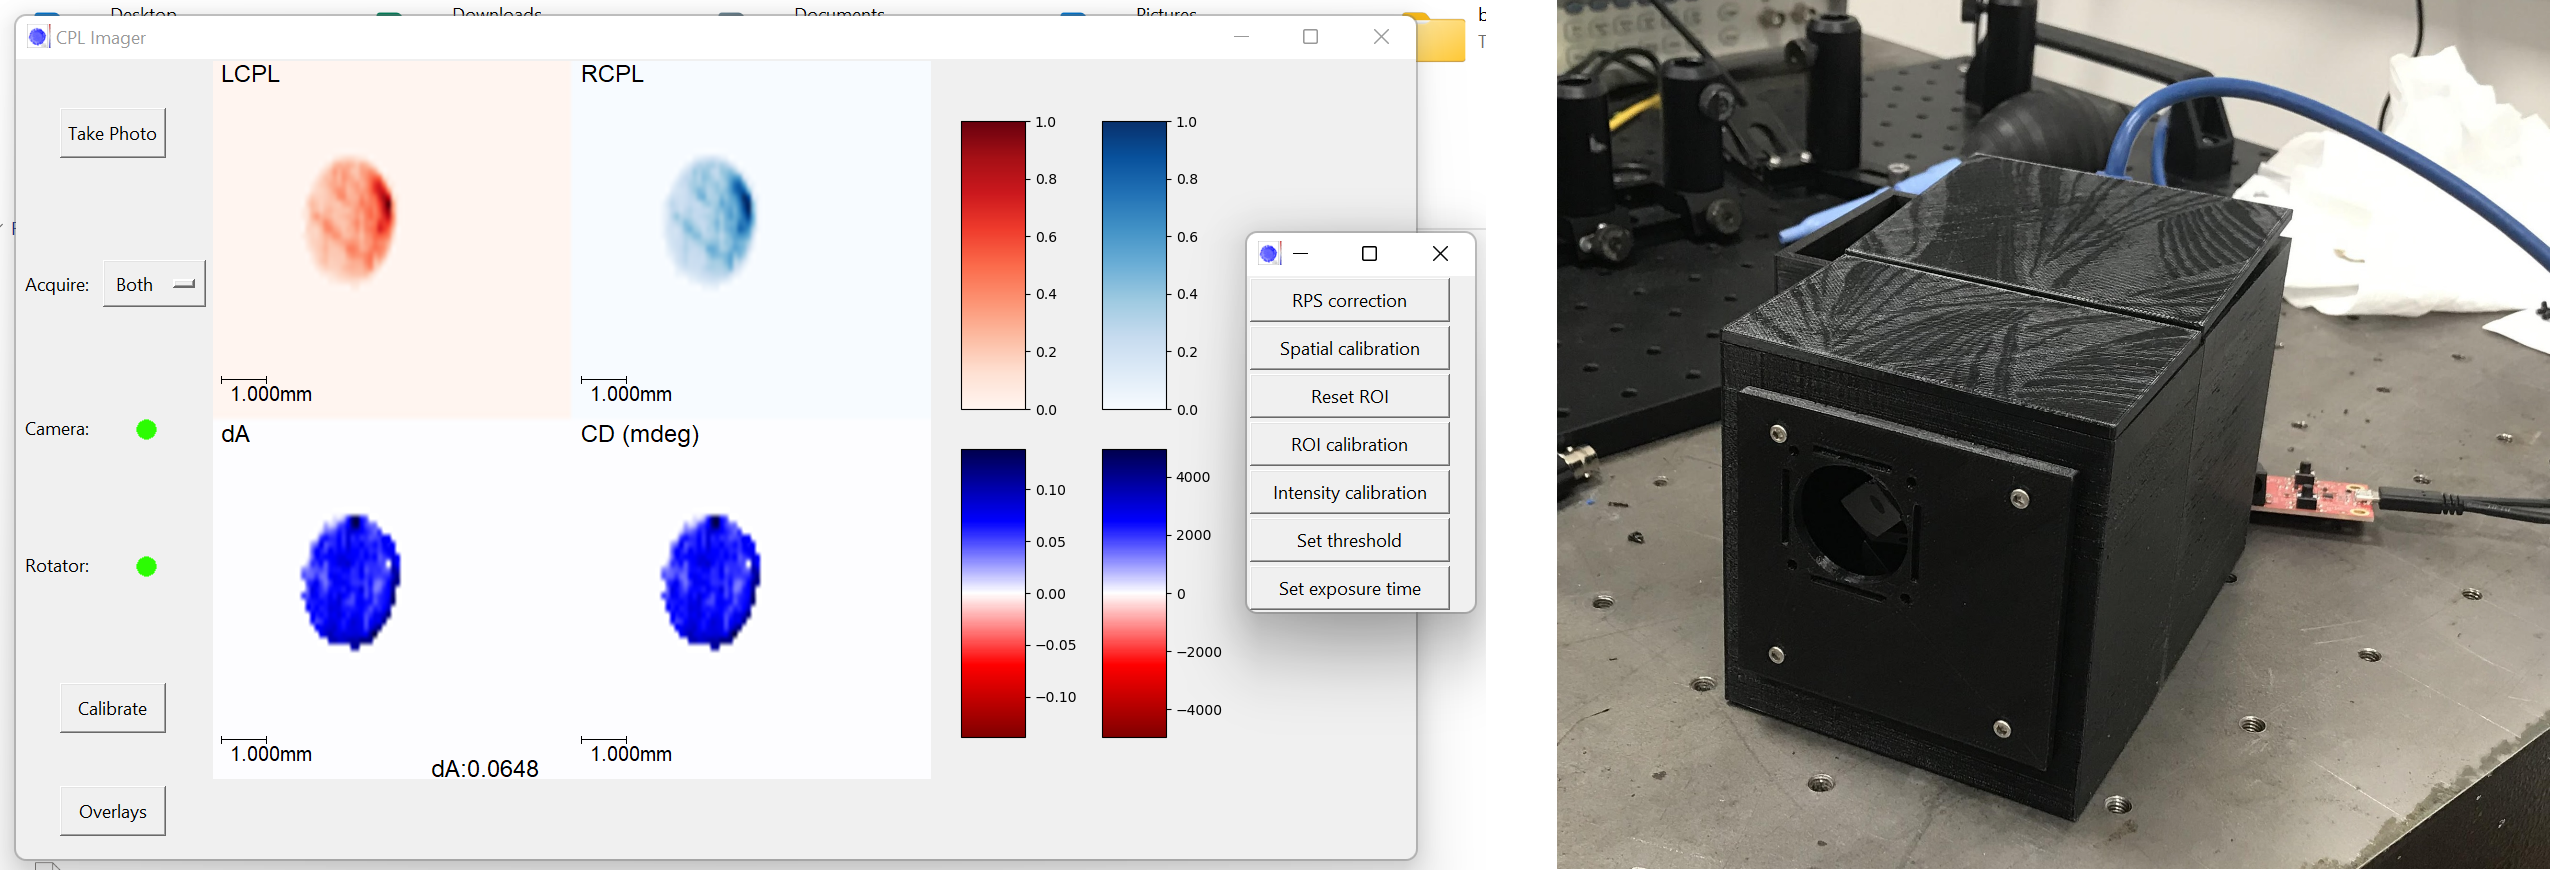 Desktop
Downloads
Documents
Pictures
CPL Imager
Take Photo
Acquire:
Both
Camera:
Rotator:
Calibrate
Overlays
LCPL
1.000mm
RCPL
1.000mm
dA
1.000mm
dA:0.0648
CD (mdeg)
1.000mm
1.0
0.8
0.6
0.4
0.2
0.0
1.0
0.8
0.6
0.4
0.2
0.0
0.10
0.05
0.00
−0.05
−0.10
4000
2000
0
−2000
−4000
RPS correction
Spatial calibration
Reset ROI
ROI calibration
Intensity calibration
Set threshold
Set exposure time